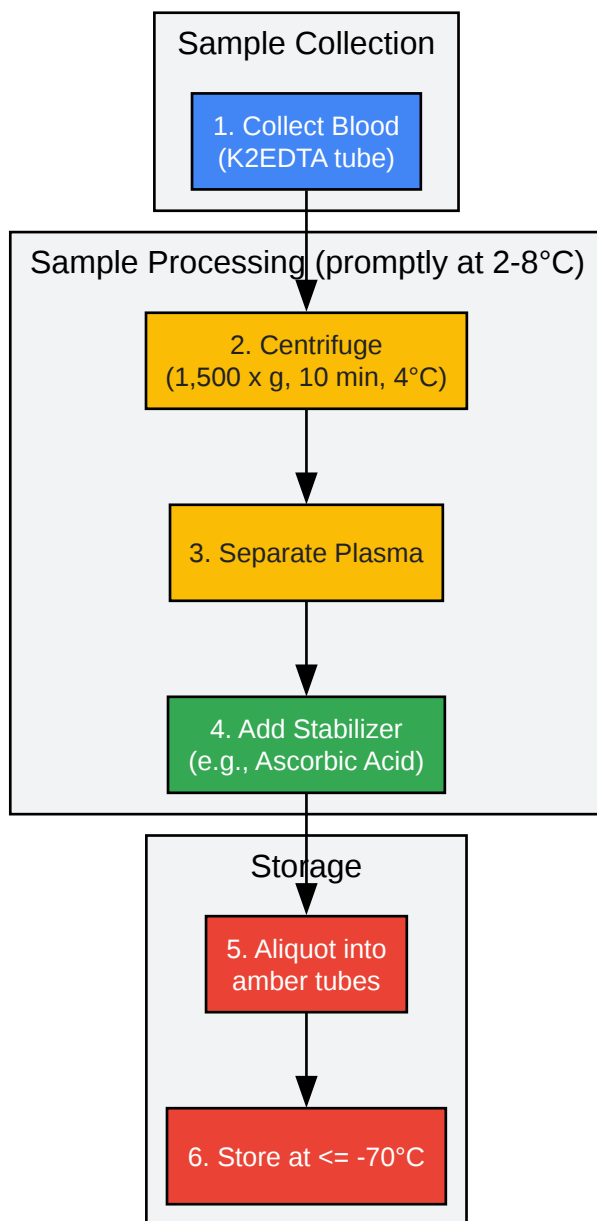 Sample Collection
1. Collect Blood
(K2EDTA tube)
Sample Processing (promptly at 2-8°C)
2. Centrifuge
(1,500 x g, 10 min, 4°C)
3. Separate Plasma
4. Add Stabilizer
(e.g., Ascorbic Acid)
Storage
5. Aliquot into
amber tubes
6. Store at <= -70°C